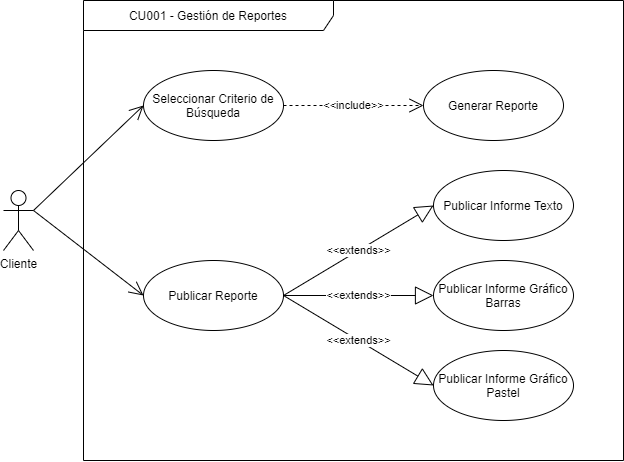 CU001 - Gestión de Reportes
Seleccionar Criterio de
Búsqueda
<<include>>
Generar Reporte
Cliente
Publicar Reporte
<<extends>>
Publicar Informe Texto
<<extends>>
Publicar Informe Gráfico
Barras
<<extends>>
Publicar Informe Gráfico
Pastel